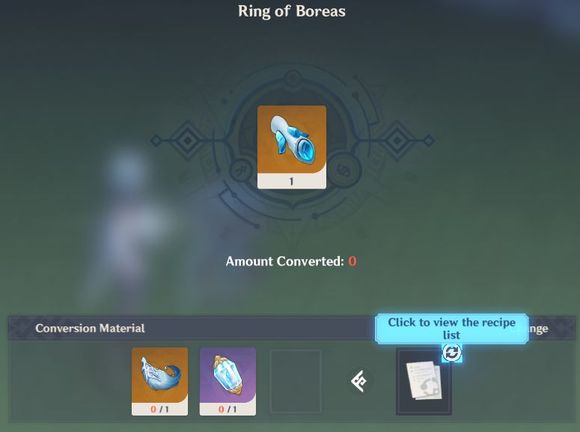 Ring of Boreas
1
Amount Converted: 0
Click to view the recipe
list
Conversion Material
nge
0 / 1
0 / 1